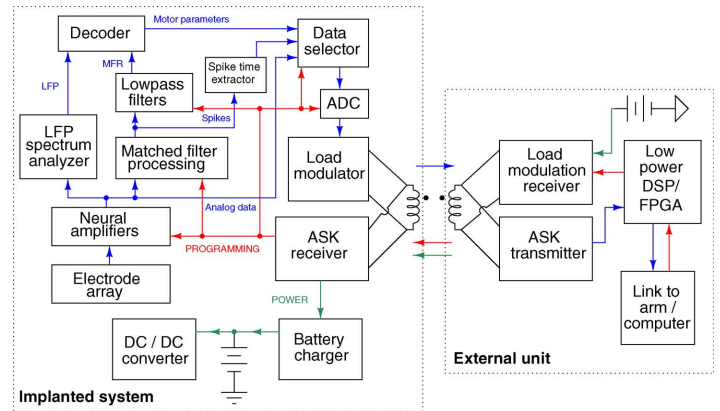 Motor parameters
Decoder
Data
selector
MFR
Spike time
extractor
LFP
Lowpass
filters
ADC
Spikes
LFP
spectrum
analyzer
Matched filter
processing
Load
modulator
Load
modulation
receiver
Low
power
DSP/
FPGA
Analog data
Neural
amplifiers
PROGRAMMING
ASK
receiver
ASK
transmitter
Electrode
array
POWER
Link to
arm /
computer
DC / DC
converter
Battery
charger
External unit
Implanted system